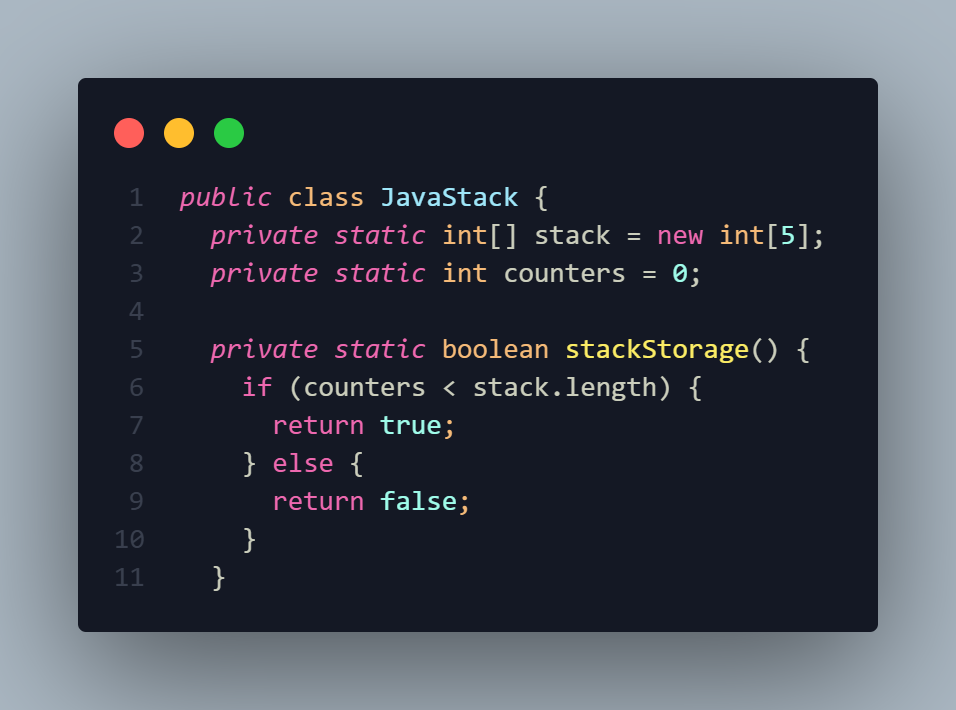 1 public class JavaStack {
2   private static int[] stack = new int[5];
3   private static int counters = 0;
4
5   private static boolean stackStorage() {
6     if (counters < stack.length) {
7       return true;
8     } else {
9       return false;
10     }
11   }